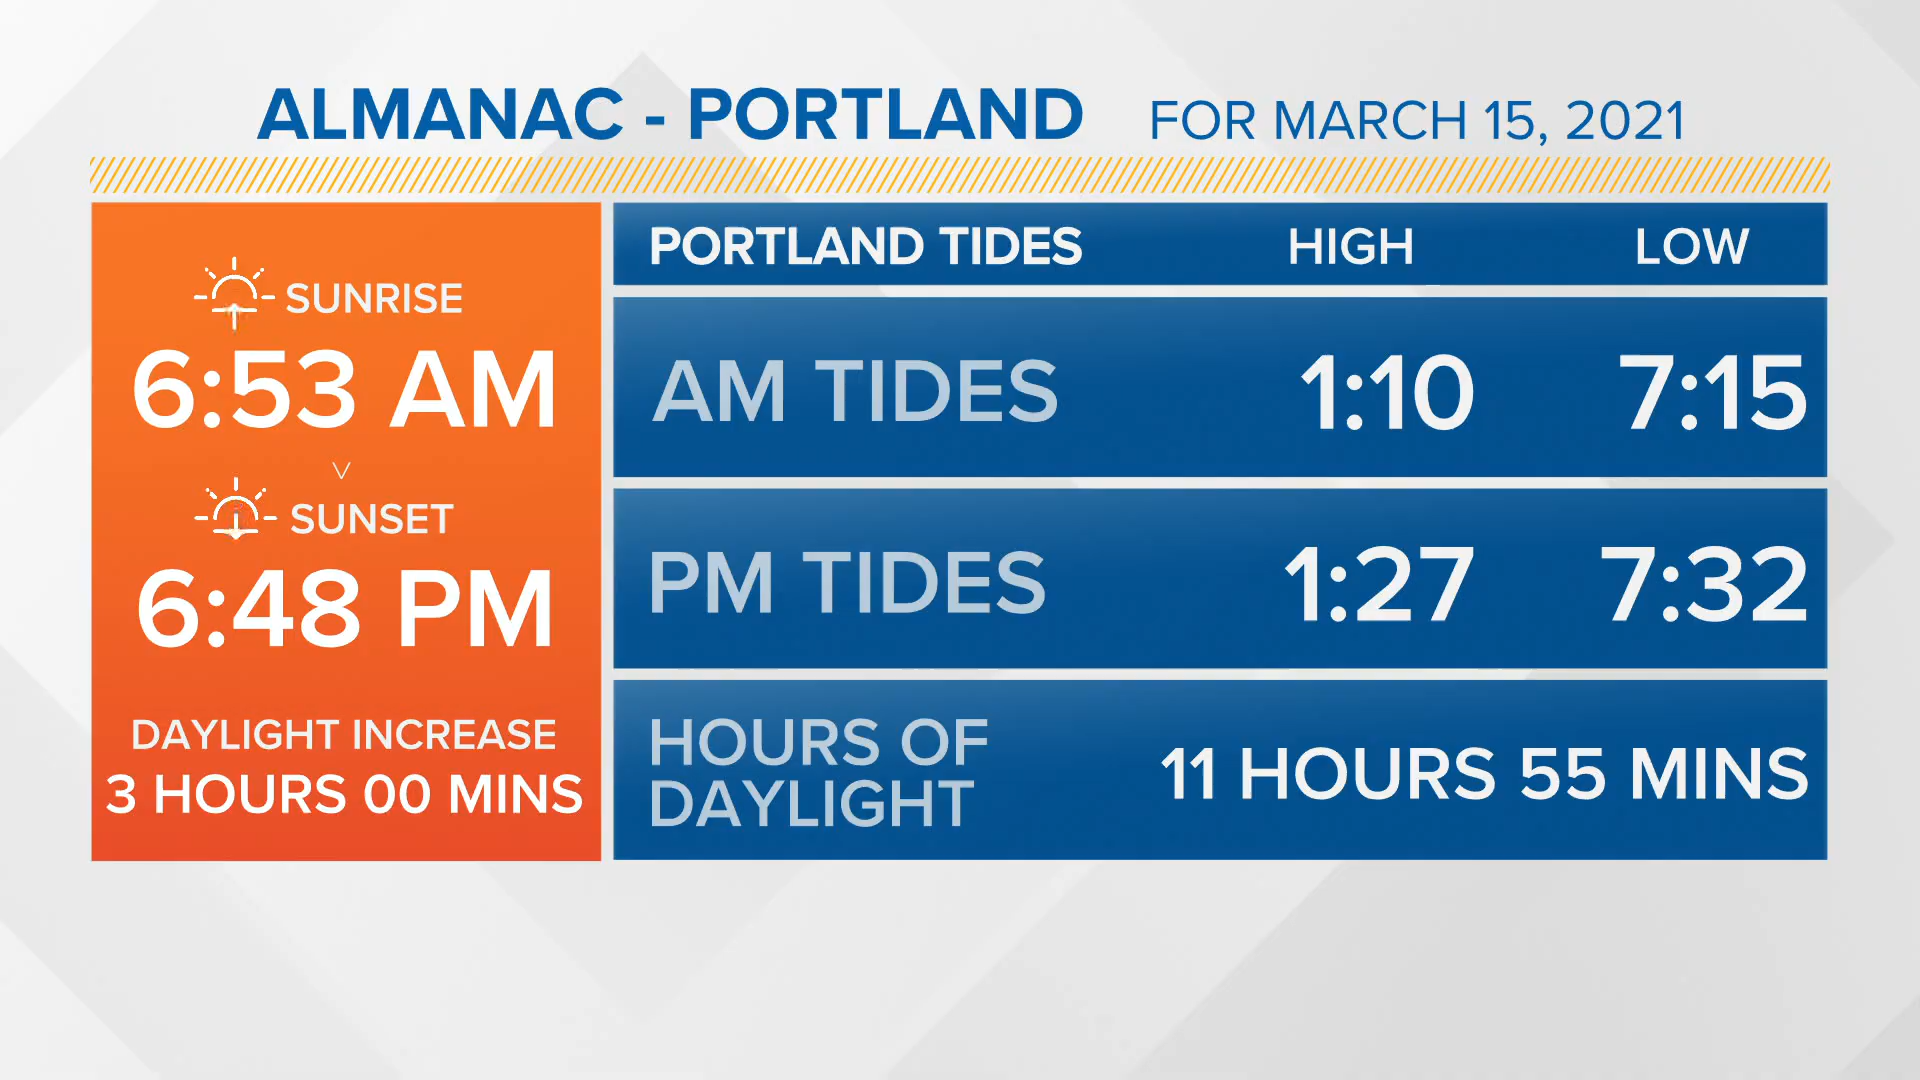 ALMANAC - PORTLAND FOR MARCH 15, 2021
SUNRISE
6:53 AM
SUNSET
6:48 PM
DAYLIGHT INCREASE
3 HOURS 00 MINS
PORTLAND TIDES HIGH LOW
AM TIDES 1:10 7:15
PM TIDES 1:27 7:32
HOURS OF
DAYLIGHT
11 HOURS 55 MINS